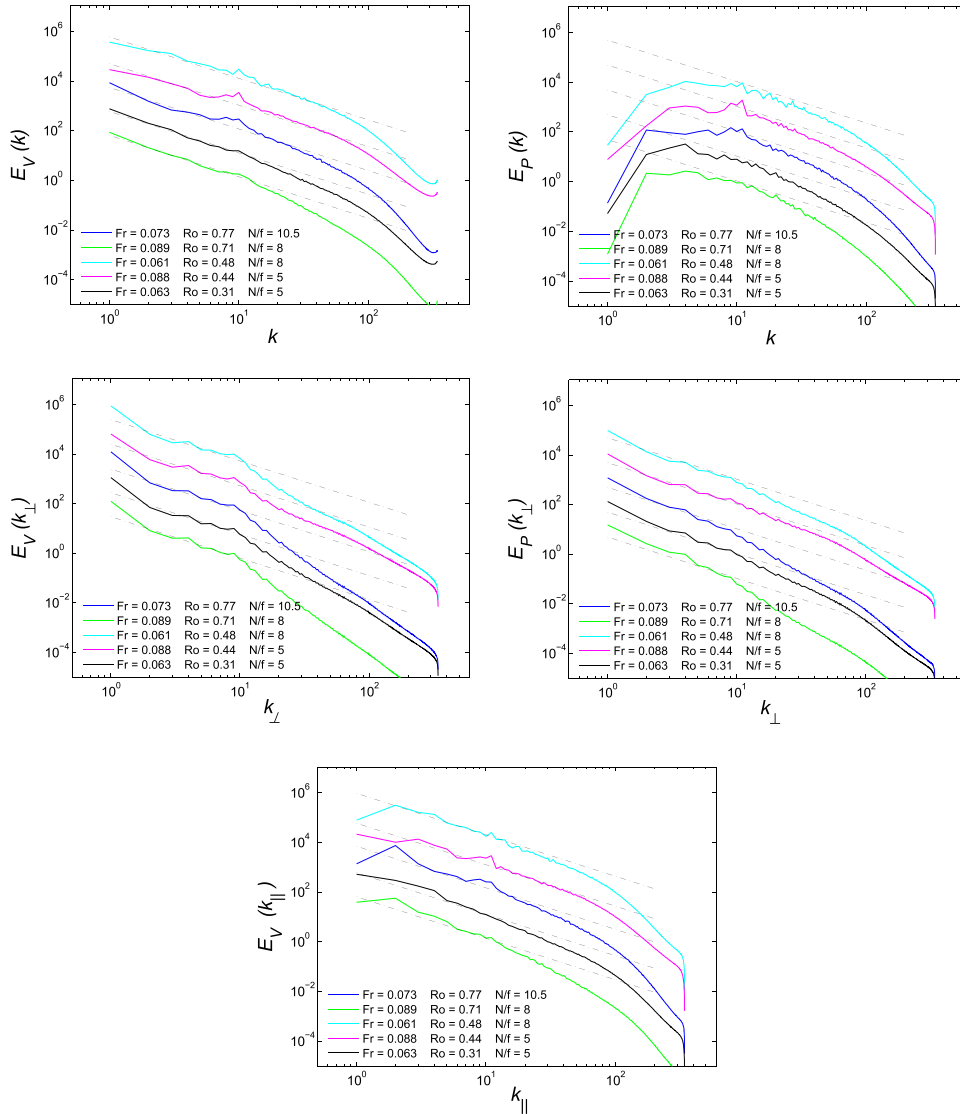 10^6
10^4
10^2
10^0
10^-2
10^-4
E_V (k)
Fr = 0.073 Ro = 0.77 N/f = 10.5
Fr = 0.089 Ro = 0.71 N/f = 8
Fr = 0.061 Ro = 0.48 N/f = 8
Fr = 0.088 Ro = 0.44 N/f = 5
Fr = 0.063 Ro = 0.31 N/f = 5
10^0 10^1 10^2
k
10^6
10^4
10^2
10^0
10^-2
10^-4
E_P (k)
Fr = 0.073 Ro = 0.77 N/f = 10.5
Fr = 0.089 Ro = 0.71 N/f = 8
Fr = 0.061 Ro = 0.48 N/f = 8
Fr = 0.088 Ro = 0.44 N/f = 5
Fr = 0.063 Ro = 0.31 N/f = 5
10^0 10^1 10^2
k
10^6
10^4
10^2
10^0
10^-2
10^-4
E_V (k_⊥)
Fr = 0.073 Ro = 0.77 N/f = 10.5
Fr = 0.089 Ro = 0.71 N/f = 8
Fr = 0.061 Ro = 0.48 N/f = 8
Fr = 0.088 Ro = 0.44 N/f = 5
Fr = 0.063 Ro = 0.31 N/f = 5
10^0 10^1 10^2
k_⊥
10^6
10^4
10^2
10^0
10^-2
10^-4
E_P (k_⊥)
Fr = 0.073 Ro = 0.77 N/f = 10.5
Fr = 0.089 Ro = 0.71 N/f = 8
Fr = 0.061 Ro = 0.48 N/f = 8
Fr = 0.088 Ro = 0.44 N/f = 5
Fr = 0.063 Ro = 0.31 N/f = 5
10^0 10^1 10^2
k_⊥
10^6
10^4
10^2
10^0
10^-2
10^-4
E_V (k_||)
Fr = 0.073 Ro = 0.77 N/f = 10.5
Fr = 0.089 Ro = 0.71 N/f = 8
Fr = 0.061 Ro = 0.48 N/f = 8
Fr = 0.088 Ro = 0.44 N/f = 5
Fr = 0.063 Ro = 0.31 N/f = 5
10^0 10^1 10^2
k_||